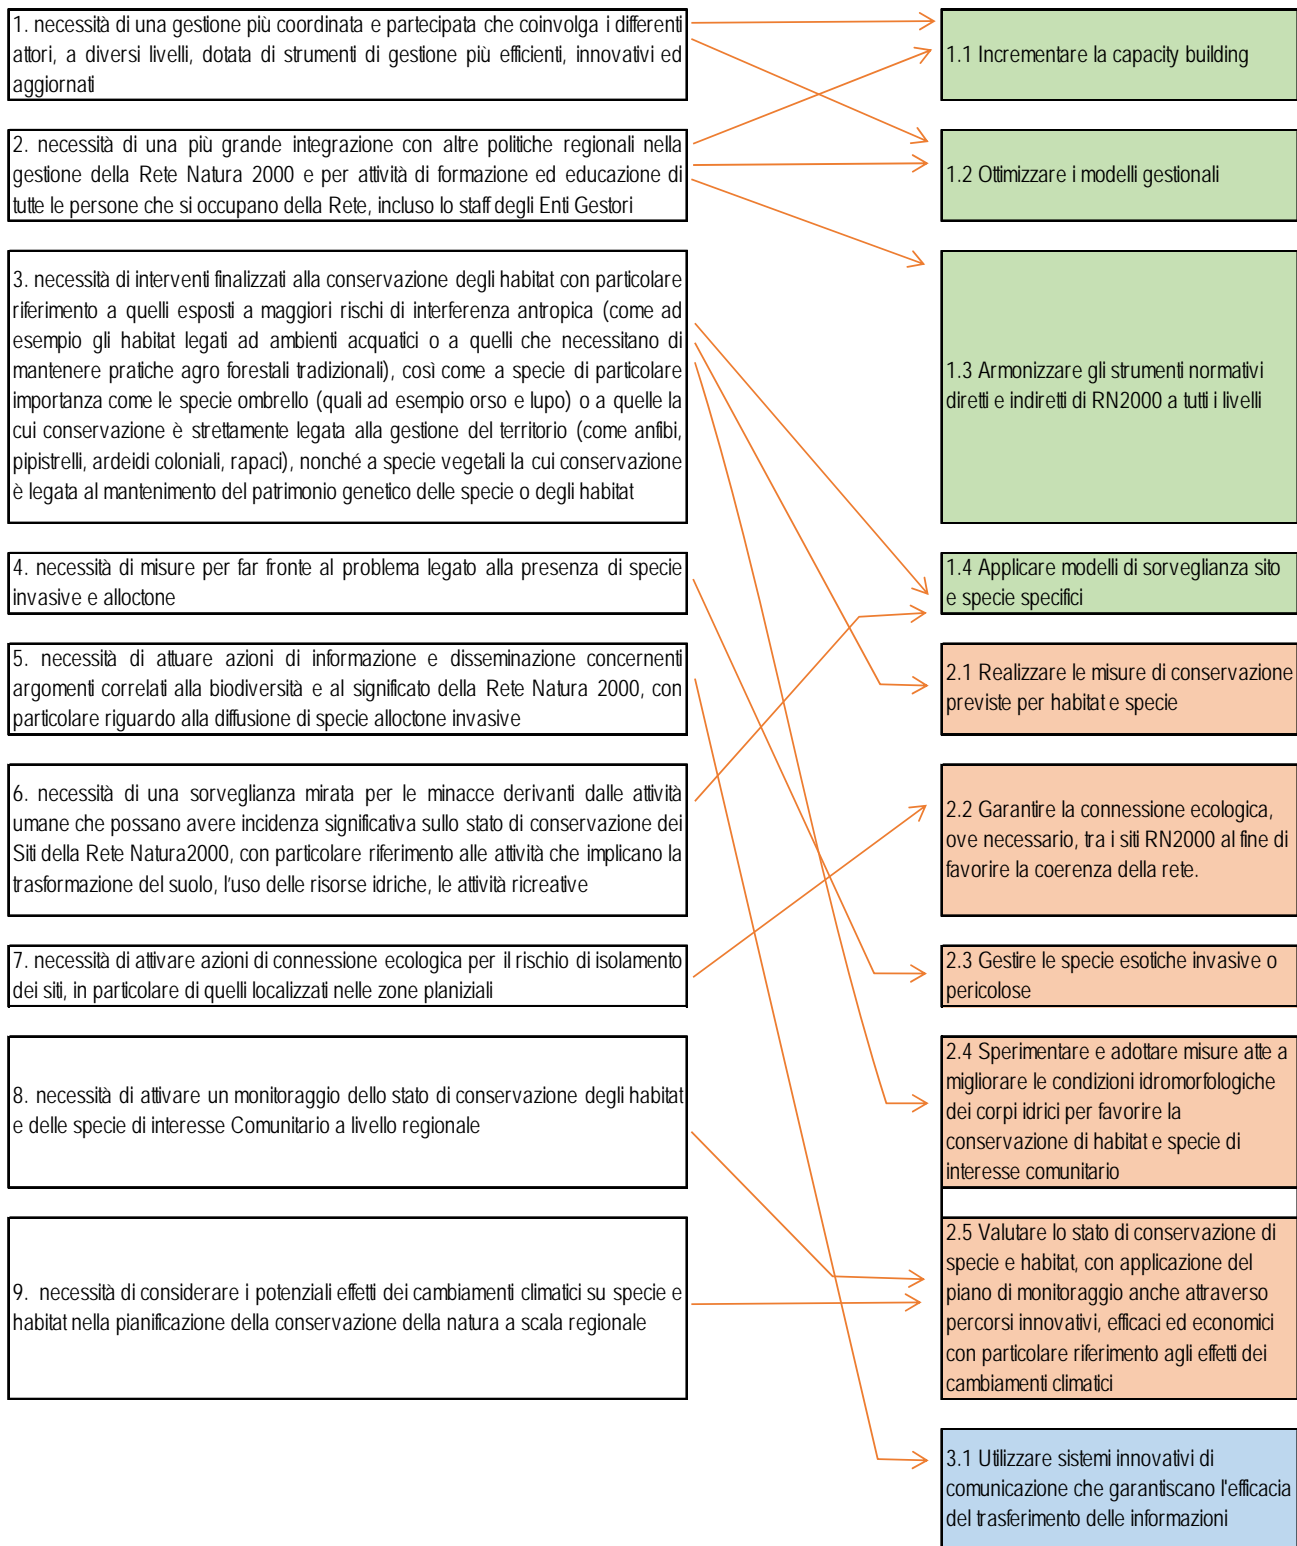 1. necessità di una gestione più coordinata e partecipata che coinvolga i differenti
attori, a diversi livelli, dotata di strumenti di gestione più efficienti, innovativi ed
aggiornati
2. necessità di una più grande integrazione con altre politiche regionali nella
gestione della Rete Natura 2000 e per attività di formazione ed educazione di
tutte le persone che si occupano della Rete, incluso lo staff degli Enti Gestori
3. necessità di interventi finalizzati alla conservazione degli habitat con particolare
riferimento a quelli esposti a maggiori rischi di interferenza antropica (come ad
esempio gli habitat legati ad ambienti acquatici o a quelli che necessitano di
mantenere pratiche agro forestali tradizionali), così come a specie di particolare
importanza come le specie ombrello (quali ad esempio orso e lupo) o a quelle la
cui conservazione è strettamente legata alla gestione del territorio (come anfibi,
pipistrelli, ardeidi coloniali, rapaci), nonché a specie vegetali la cui conservazione
è legata al mantenimento del patrimonio genetico delle specie o degli habitat
4. necessità di misure per far fronte al problema legato alla presenza di specie
invasive e alloctone
5. necessità di attuare azioni di informazione e disseminazione concernenti
argomenti correlati alla biodiversità e al significato della Rete Natura 2000, con
particolare riguardo alla diffusione di specie alloctone invasive
6. necessità di una sorveglianza mirata per le minacce derivanti dalle attività
umane che possano avere incidenza significativa sullo stato di conservazione dei
Siti della Rete Natura2000, con particolare riferimento alle attività che implicano la
trasformazione del suolo, l'uso delle risorse idriche, le attività ricreative
7. necessità di attivare azioni di connessione ecologica per il rischio di isolamento
dei siti, in particolare di quelli localizzati nelle zone planiziali
8. necessità di attivare un monitoraggio dello stato di conservazione degli habitat
e delle specie di interesse Comunitario a livello regionale
9. necessità di considerare i potenziali effetti dei cambiamenti climatici su specie e
habitat nella pianificazione della conservazione della natura a scala regionale
1.1 Incrementare la capacity building
1.2 Ottimizzare i modelli gestionali
1.3 Armonizzare gli strumenti normativi
diretti e indiretti di RN2000 a tutti i livelli
1.4 Applicare modelli di sorveglianza sito
e specie specifici
2.1 Realizzare le misure di conservazione
previste per habitat e specie
2.2 Garantire la connessione ecologica,
ove necessario, tra i siti RN2000 al fine di
favorire la coerenza della rete.
2.3 Gestire le specie esotiche invasive o
pericolose
2.4 Sperimentare e adottare misure atte a
migliorare le condizioni idromorfologiche
dei corpi idrici per favorire la
conservazione di habitat e specie di
interesse comunitario
2.5 Valutare lo stato di conservazione di
specie e habitat, con applicazione del
piano di monitoraggio anche attraverso
percorsi innovativi, efficaci ed economici
con particolare riferimento agli effetti dei
cambiamenti climatici
3.1 Utilizzare sistemi innovativi di
comunicazione che garantiscano l'efficacia
del trasferimento delle informazioni